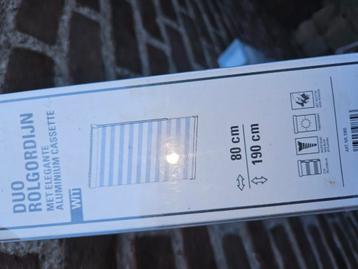 DUO
ROLGORDIJN
MET ELEGANTE
ALUMINIUM CASSETTE
WIT
80 cm
190 cm